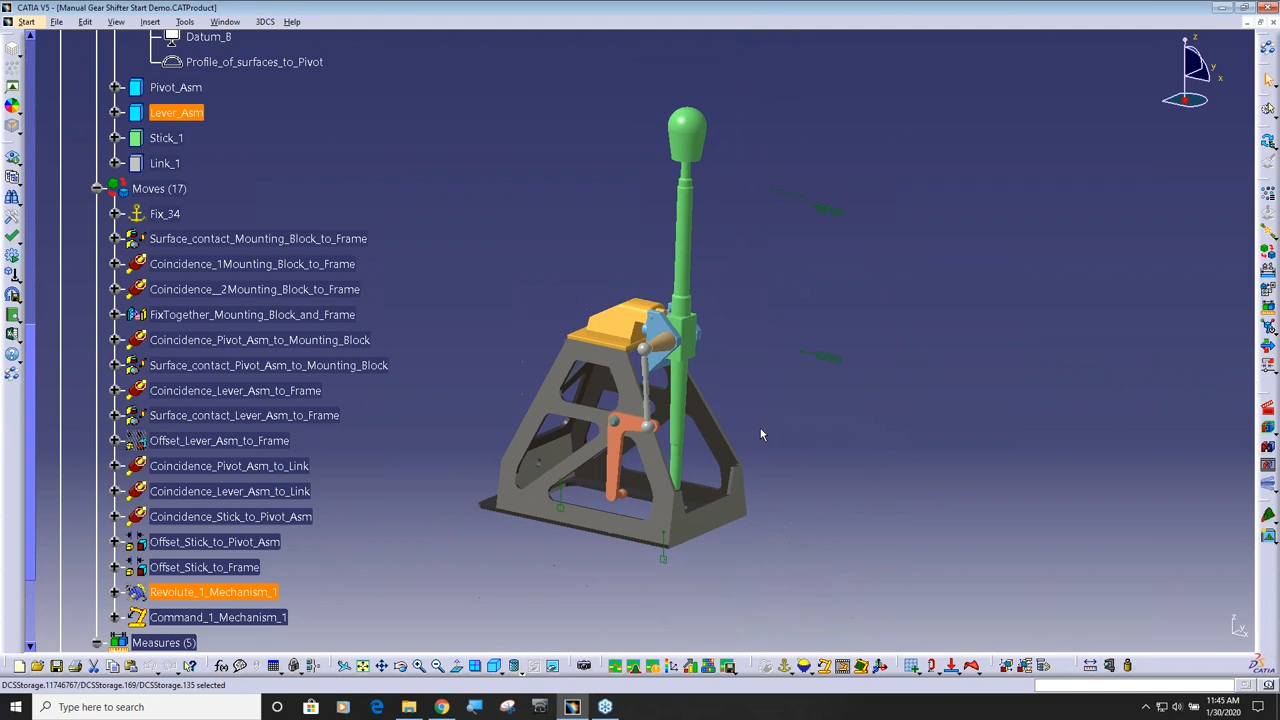 CATIA V5 - [Manual Gear Shifter Start Demo.CATProduct]
Start File Edit View Insert Tools Window 3DCS Help
Datum_B
Profile_of_surfaces_to_Pivot
Pivot_Asm
Lever_Asm
Stick_1
Link_1
Moves (17)
Fix_34
Surface_contact_Mounting_Block_to_Frame
Coincidence_1Mounting_Block_to_Frame
Coincidence__2Mounting_Block_to_Frame
FixTogether_Mounting_Block_and_Frame
Coincidence_Pivot_Asm_to_Mounting_Block
Surface_contact_Pivot_Asm_to_Mounting_Block
Coincidence_Lever_Asm_to_Frame
Surface_contact_Lever_Asm_to_Frame
Offset_Lever_Asm_to_Frame
Coincidence_Pivot_Asm_to_Link
Coincidence_Lever_Asm_to_Link
Coincidence_Stick_to_Pivot_Asm
Offset_Stick_to_Pivot_Asm
Offset_Stick_to_Frame
Revolute_1_Mechanism_1
Command_1_Mechanism_1
Measures (5)
z
y
x
z
y
x
f(x)
CATIA
DCSStorage.11746767/DCSStorage.169/DCSStorage.135 selected
Type here to search
11:45 AM
1/30/2020